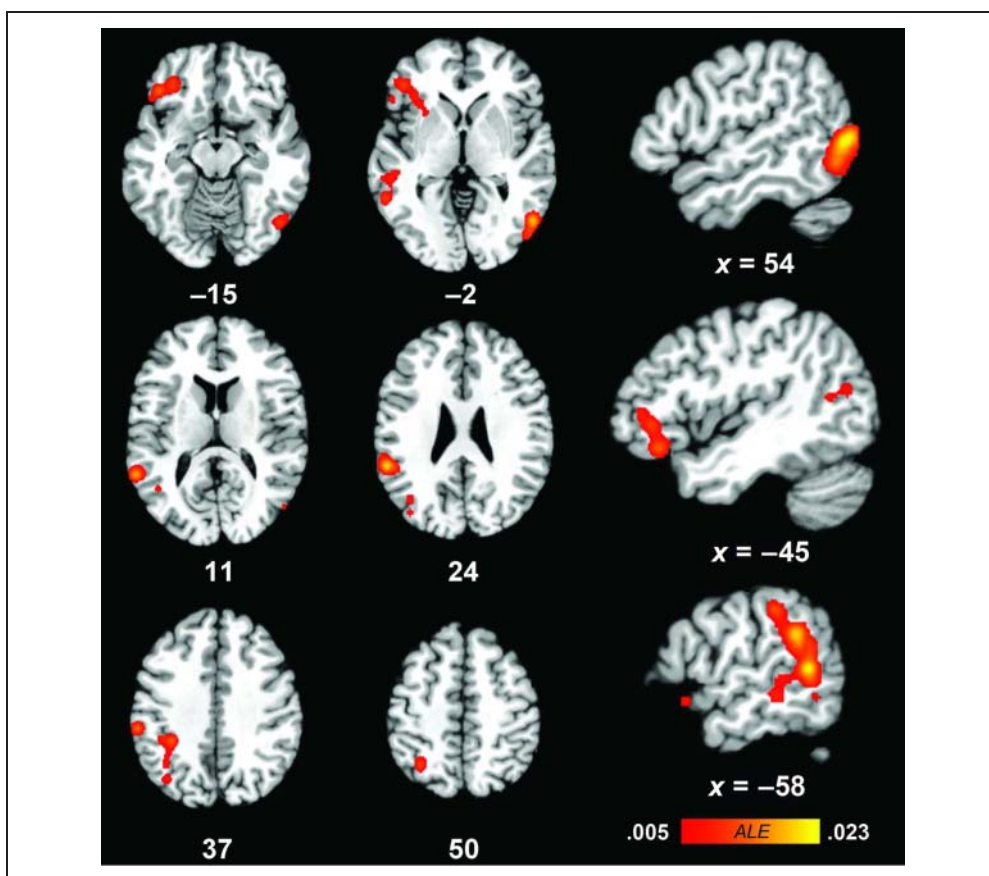 –15
–2
x = 54
11
24
x = –45
37
50
x = –58
.005 ALE .023